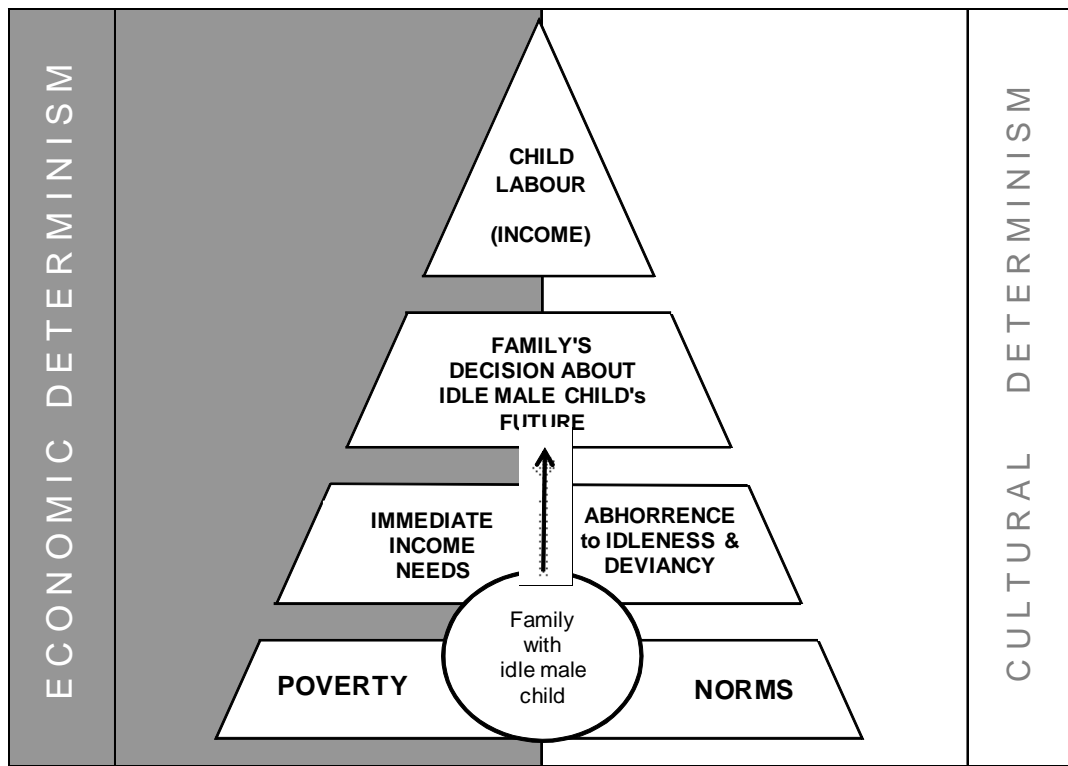 ECONOMIC DETERMINISM
CHILD
LABOUR
(INCOME)
FAMILY'S
DECISION ABOUT
IDLE MALE CHILD's
FUTURE
IMMEDIATE
INCOME
NEEDS
ABHORRENCE
to IDLENESS &
DEVIANCY
Family
with
idle male
child
POVERTY
NORMS
CULTURAL DETERMINISM